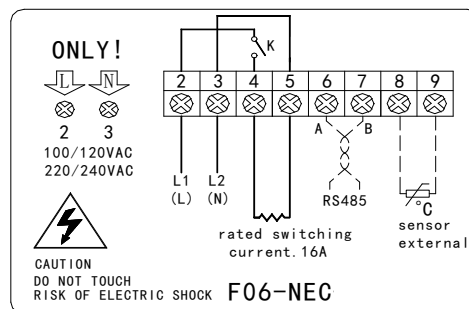 ONLY!
L N
2 3
100/120VAC
220/240VAC
CAUTION
DO NOT TOUCH
RISK OF ELECTRIC SHOCK
K
2 3 4 5 6 7 8 9
A B
L1 L2
(L) (N)
RS485
rated switching
current.16A
°C
sensor
external
F06-NEC